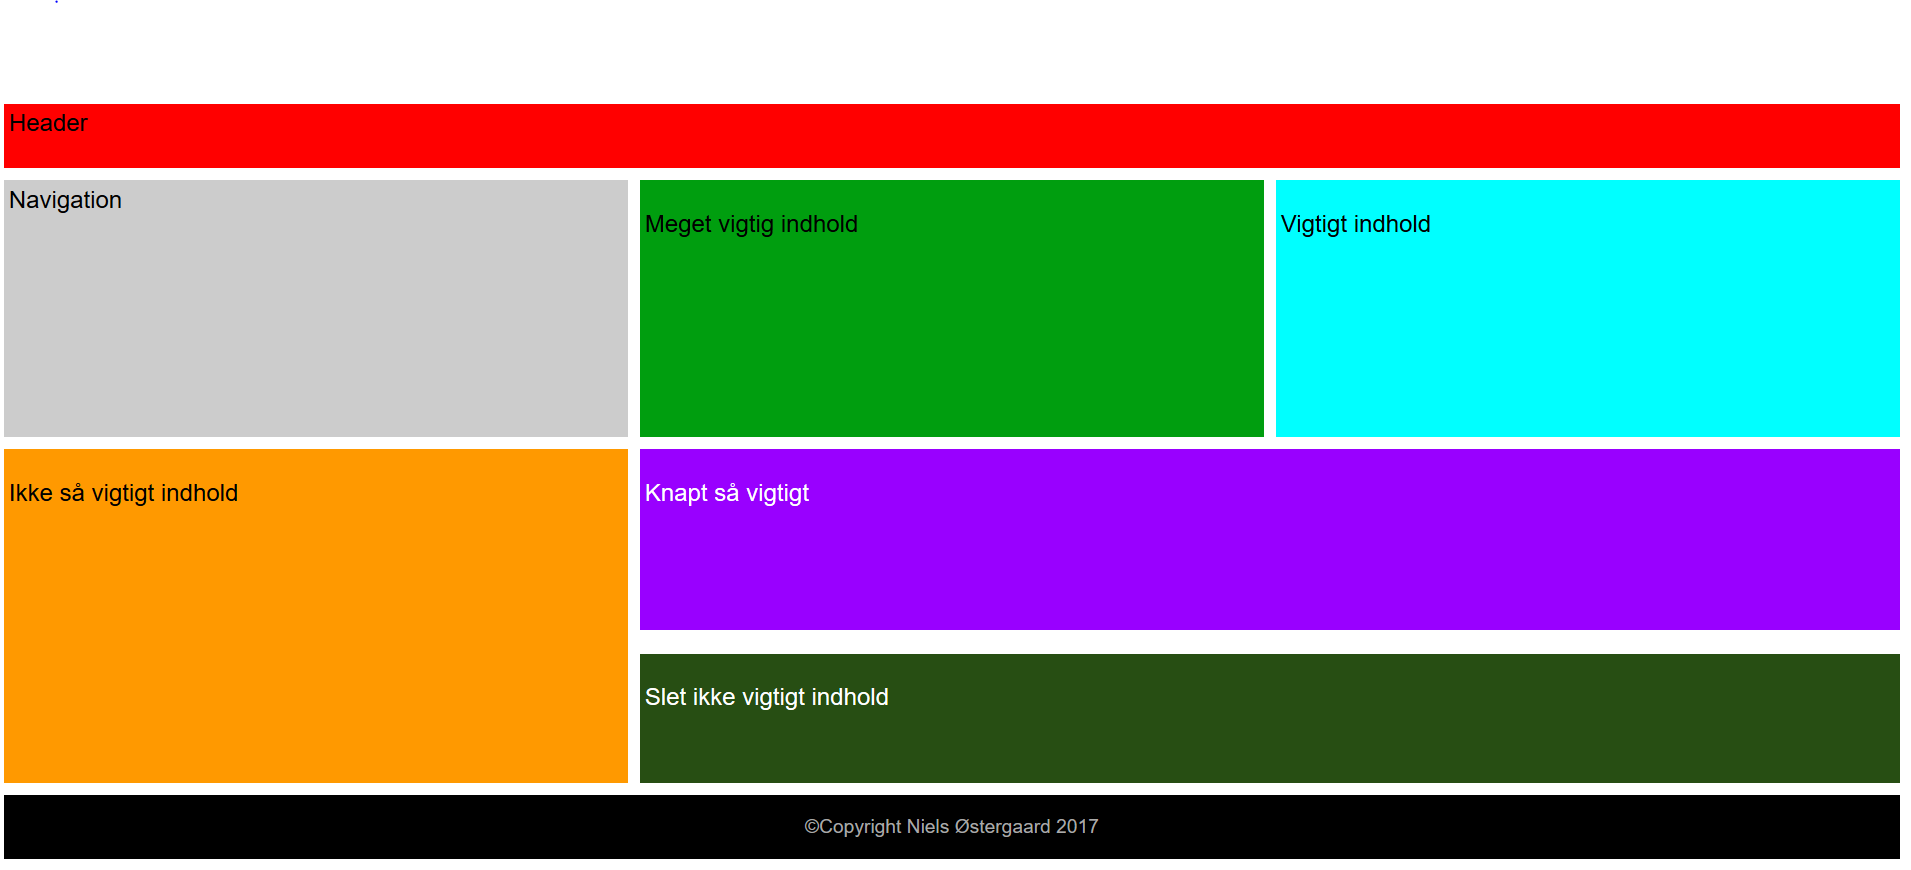 Header
Navigation
Meget vigtig indhold
Vigtigt indhold
Ikke så vigtigt indhold
Knapt så vigtigt
Slet ikke vigtigt indhold
©Copyright Niels Østergaard 2017